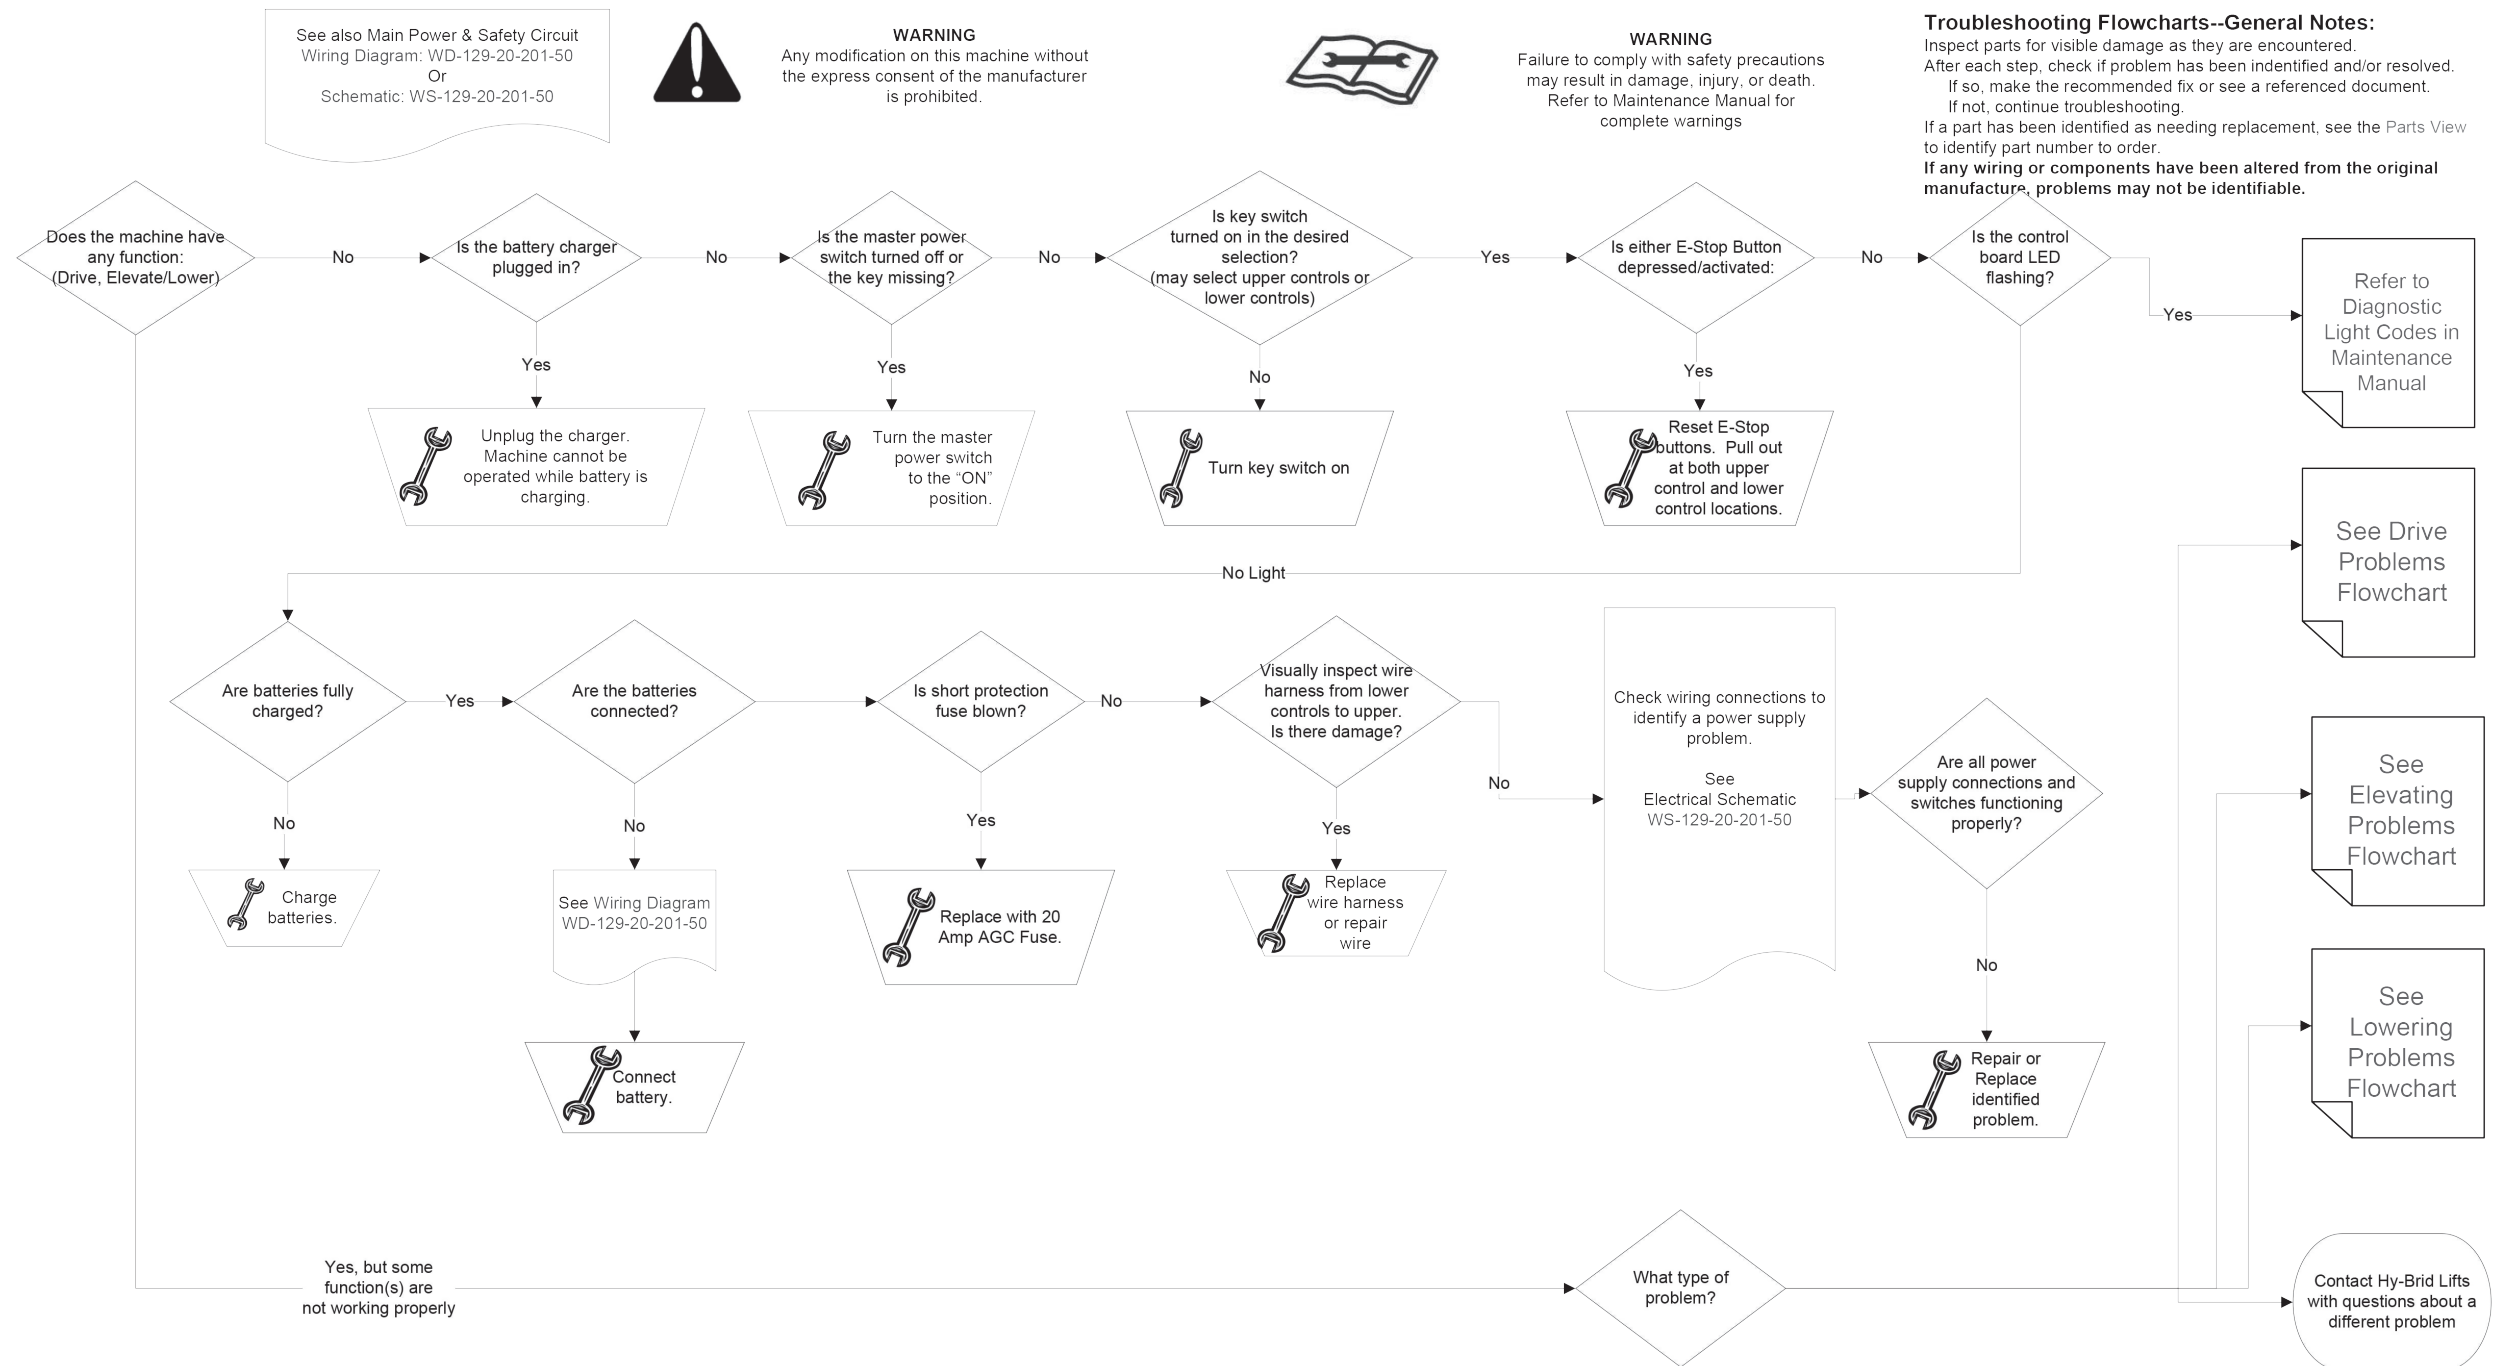 See also Main Power & Safety Circuit
Wiring Diagram: WD-129-20-201-50
Or
Schematic: WS-129-20-201-50
WARNING
Any modification on this machine without
the express consent of the manufacturer
is prohibited.
WARNING
Failure to comply with safety precautions
may result in damage, injury, or death.
Refer to Maintenance Manual for
complete warnings
Troubleshooting Flowcharts--General Notes:
Inspect parts for visible damage as they are encountered.
After each step, check if problem has been indentified and/or resolved.
If so, make the recommended fix or see a referenced document.
If not, continue troubleshooting.
If a part has been identified as needing replacement, see the Parts View
to identify part number to order.
If any wiring or components have been altered from the original
manufacture, problems may not be identifiable.
Does the machine have
any function:
(Drive, Elevate/Lower)
No
Is the battery charger
plugged in?
No
Is the master power
switch turned off or
the key missing?
No
Is key switch
turned on in the desired
selection?
(may select upper controls or
lower controls)
Yes
Is either E-Stop Button
depressed/activated:
No
Is the control
board LED
flashing?
Yes
Refer to
Diagnostic
Light Codes in
Maintenance
Manual
Yes
Yes
No
Yes
Unplug the charger.
Machine cannot be
operated while battery is
charging.
Turn the master
power switch
to the “ON”
position.
Turn key switch on
Reset E-Stop
buttons. Pull out
at both upper
control and lower
control locations.
See Drive
Problems
Flowchart
No Light
Are batteries fully
charged?
Yes
Are the batteries
connected?
Is short protection
fuse blown?
No
Visually inspect wire
harness from lower
controls to upper.
Is there damage?
No
Check wiring connections to
identify a power supply
problem.
See
Electrical Schematic
WS-129-20-201-50
Are all power
supply connections and
switches functioning
properly?
See
Elevating
Problems
Flowchart
No
No
Yes
Yes
Charge
batteries.
See Wiring Diagram
WD-129-20-201-50
Replace with 20
Amp AGC Fuse.
Replace
wire harness
or repair
wire
No
See
Lowering
Problems
Flowchart
Connect
battery.
Repair or
Replace
identified
problem.
Yes, but some
function(s) are
not working properly
What type of
problem?
Contact Hy-Brid Lifts
with questions about a
different problem